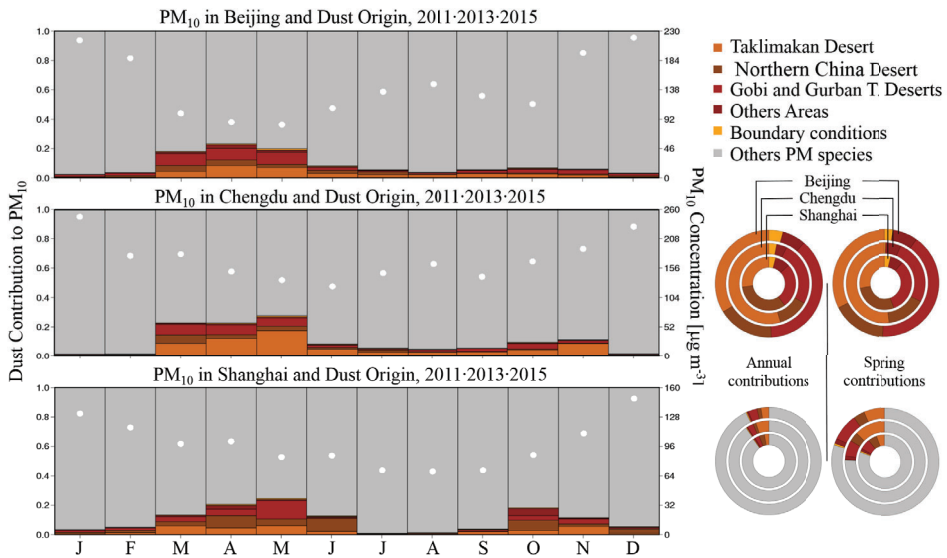 PM10 in Beijing and Dust Origin, 2011·2013·2015
1.0
0.8
0.6
0.4
0.2
0.0
230
184
138
92
46
0
PM10 in Chengdu and Dust Origin, 2011·2013·2015
1.0
0.8
0.6
0.4
0.2
0.0
260
208
156
104
52
0
PM10 in Shanghai and Dust Origin, 2011·2013·2015
1.0
0.8
0.6
0.4
0.2
0.0
160
128
96
64
32
0
J F M A M J J A S O N D
Dust Contribution to PM10
PM10 Concentration [µg m-3]
Taklimakan Desert
Northern China Desert
Gobi and Gurban T. Deserts
Others Areas
Boundary conditions
Others PM species
Beijing
Chengdu
Shanghai
Annual contributions
Spring contributions